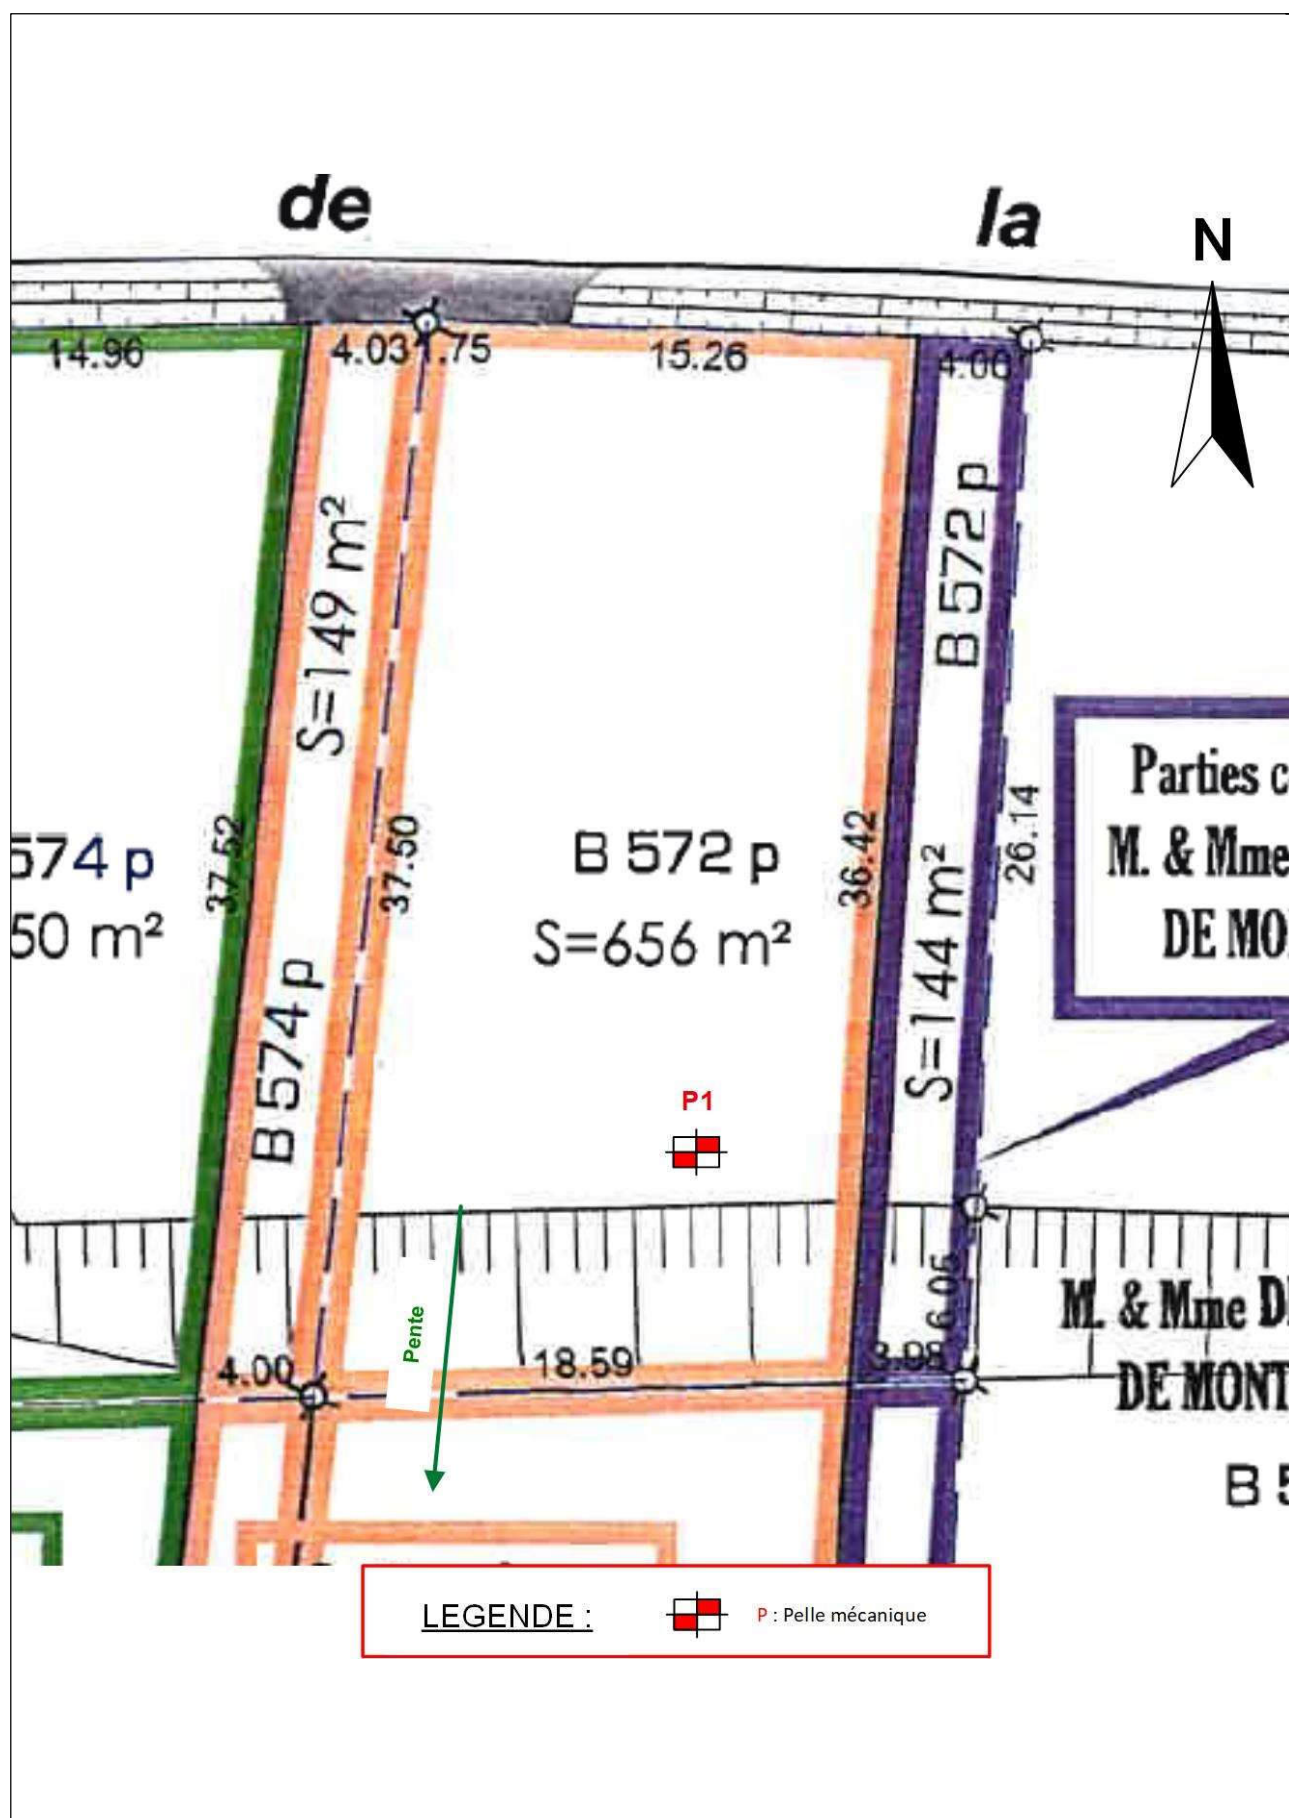 de
la
N
14.96
4.03
1.75
15.26
4.00
S=149 m²
B 572 p
37.52
37.50
36.42
26.14
Parties c
M. & Mme
DE MO
574 p
50 m²
B 572 p
S=656 m²
S=144 m²
B 574 p
P1
6.05
Pente
4.00
18.59
3.98
M. & Mme D
DE MONT
B 5
LEGENDE :
P : Pelle mécanique